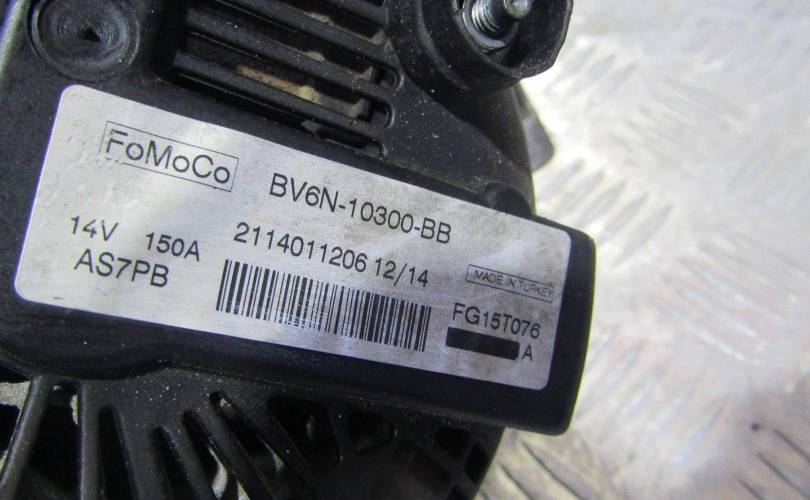 FoMoCo
BV6N-10300-BB
14V 150A 2114011206 12/14
AS7PB
MADE IN TURKEY
FG15T076
A